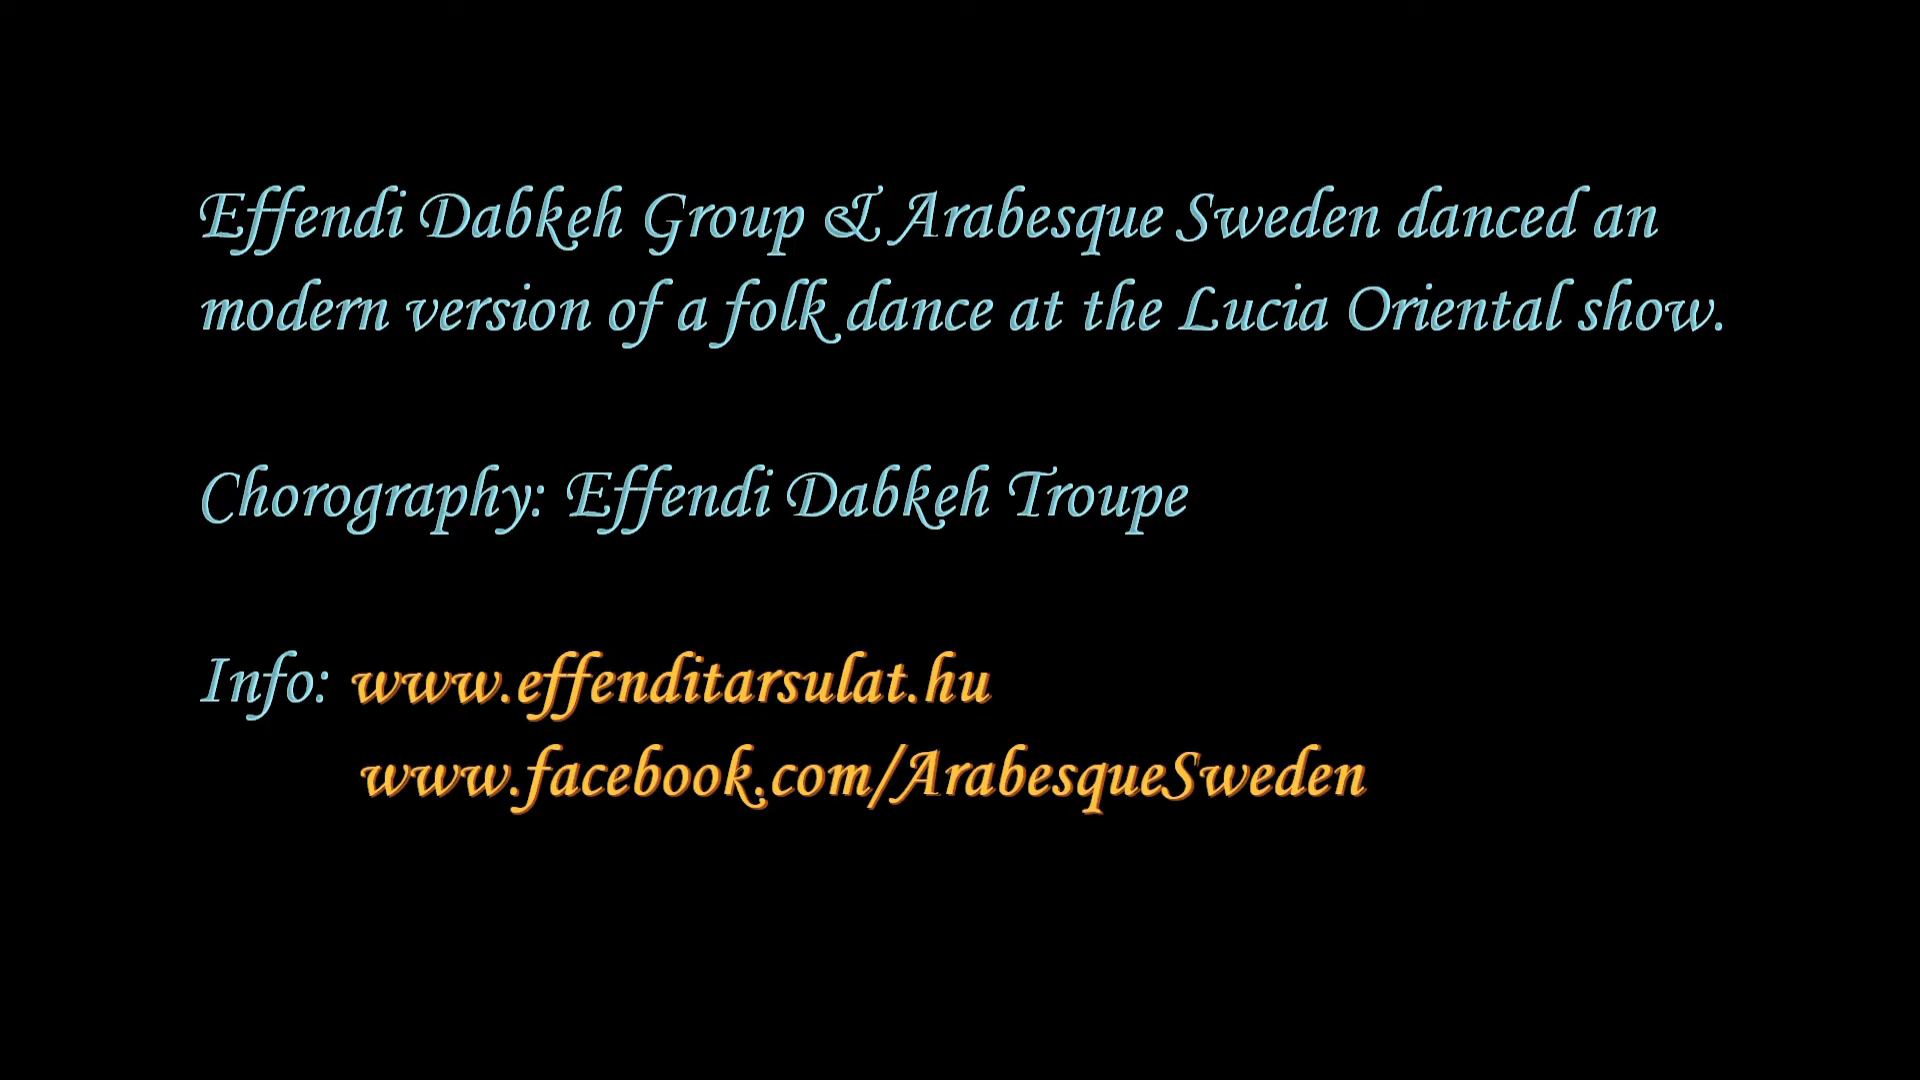 Effendi Dabkeh Group & Arabesque Sweden danced an
modern version of a folk dance at the Lucia Oriental show.
Chorography: Effendi Dabkeh Troupe
Info: www.effenditarsulat.hu
www.facebook.com/ArabesqueSweden